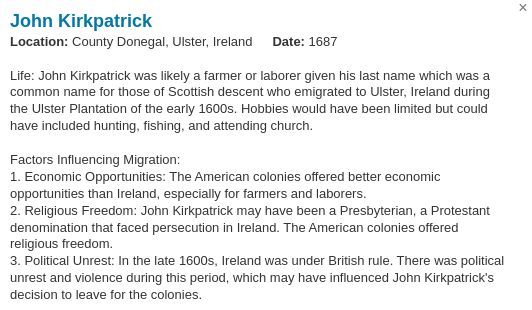 ×
John Kirkpatrick
Location: County Donegal, Ulster, Ireland Date: 1687
Life: John Kirkpatrick was likely a farmer or laborer given his last name which was a
common name for those of Scottish descent who emigrated to Ulster, Ireland during
the Ulster Plantation of the early 1600s. Hobbies would have been limited but could
have included hunting, fishing, and attending church.
Factors Influencing Migration:
1. Economic Opportunities: The American colonies offered better economic
opportunities than Ireland, especially for farmers and laborers.
2. Religious Freedom: John Kirkpatrick may have been a Presbyterian, a Protestant
denomination that faced persecution in Ireland. The American colonies offered
religious freedom.
3. Political Unrest: In the late 1600s, Ireland was under British rule. There was political
unrest and violence during this period, which may have influenced John Kirkpatrick's
decision to leave for the colonies.